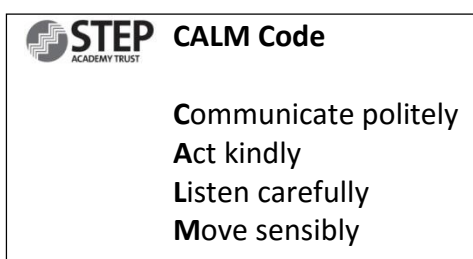 STEP
ACADEMY TRUST
CALM Code
Communicate politely
Act kindly
Listen carefully
Move sensibly